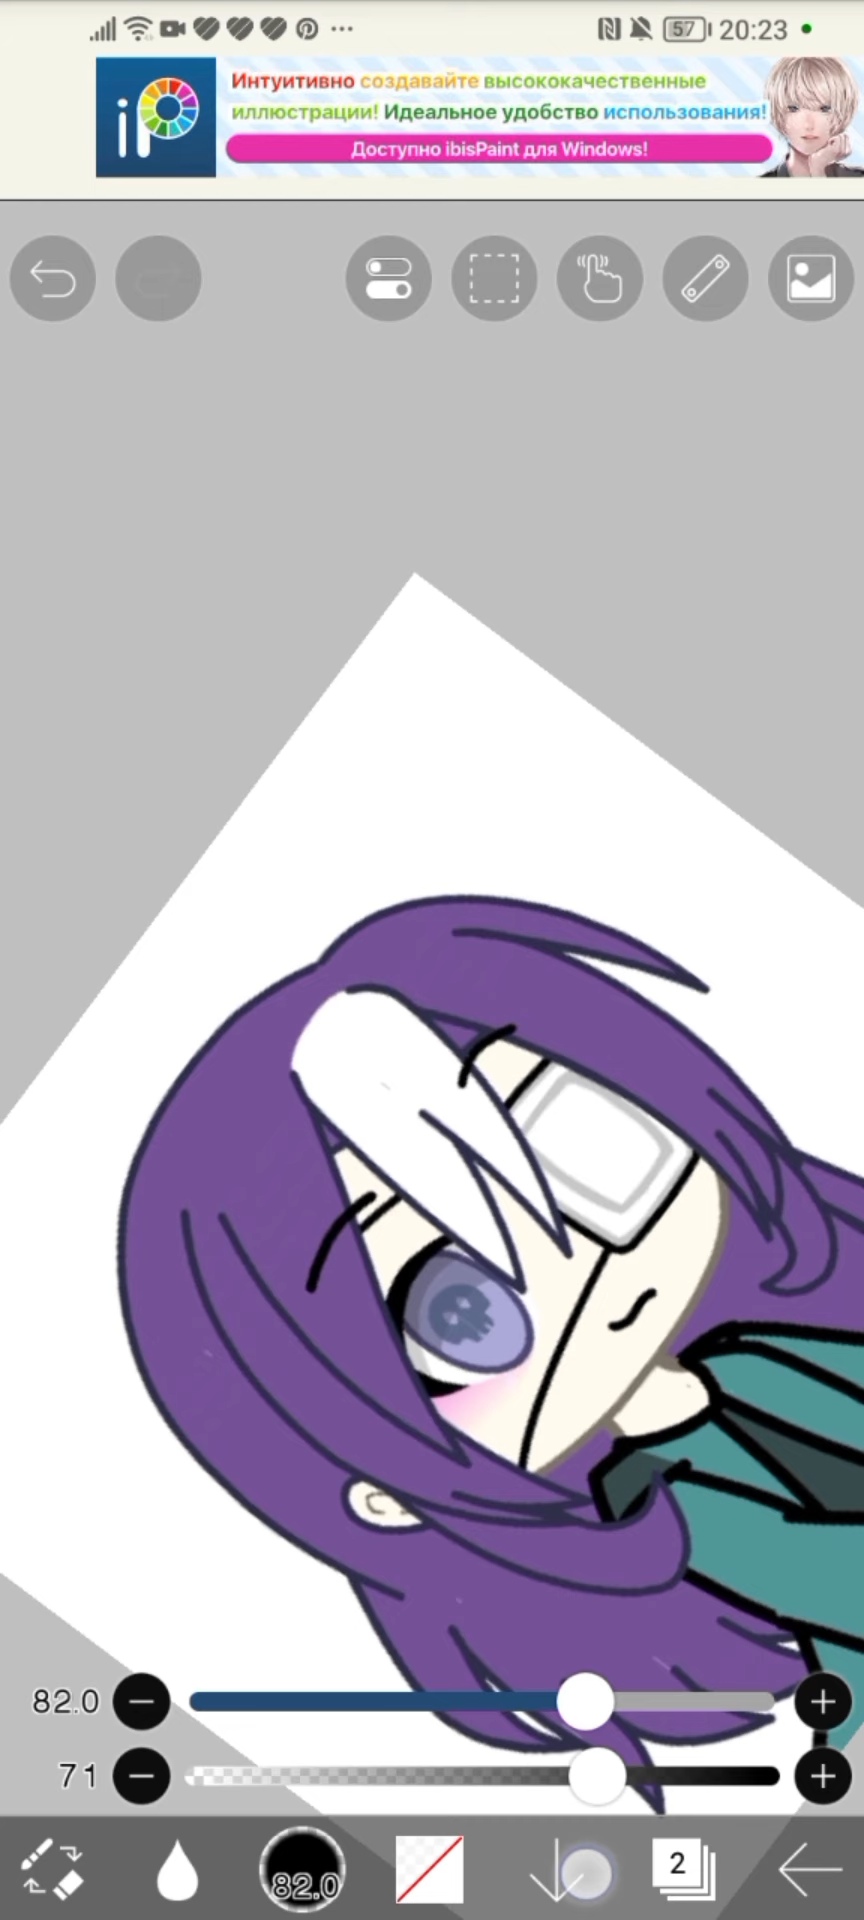 57 20:23
iP
Интуитивно создавайте высококачественные
иллюстрации! Идеальное удобство использования!
Доступно ibisPaint для Windows!
82.0
71
82.0
2